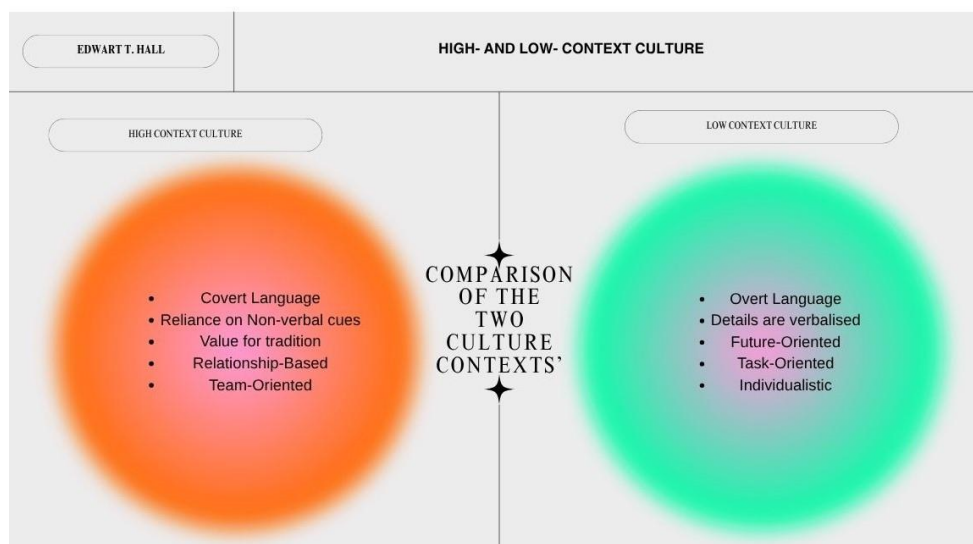 EDWART T. HALL
HIGH- AND LOW- CONTEXT CULTURE
HIGH CONTEXT CULTURE
• Covert Language
• Reliance on Non-verbal cues
• Value for tradition
• Relationship-Based
• Team-Oriented
COMPARISON
OF THE
TWO
CULTURE
CONTEXTS’
LOW CONTEXT CULTURE
• Overt Language
• Details are verbalised
• Future-Oriented
• Task-Oriented
• Individualistic